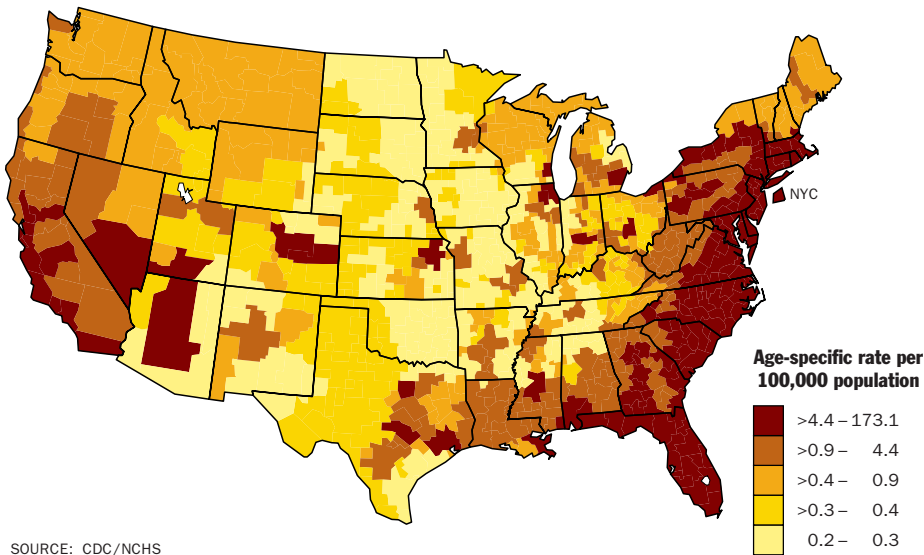 NYC
Age-specific rate per
100,000 population
>4.4 – 173.1
>0.9 – 4.4
>0.4 – 0.9
>0.3 – 0.4
0.2 – 0.3
SOURCE: CDC/NCHS